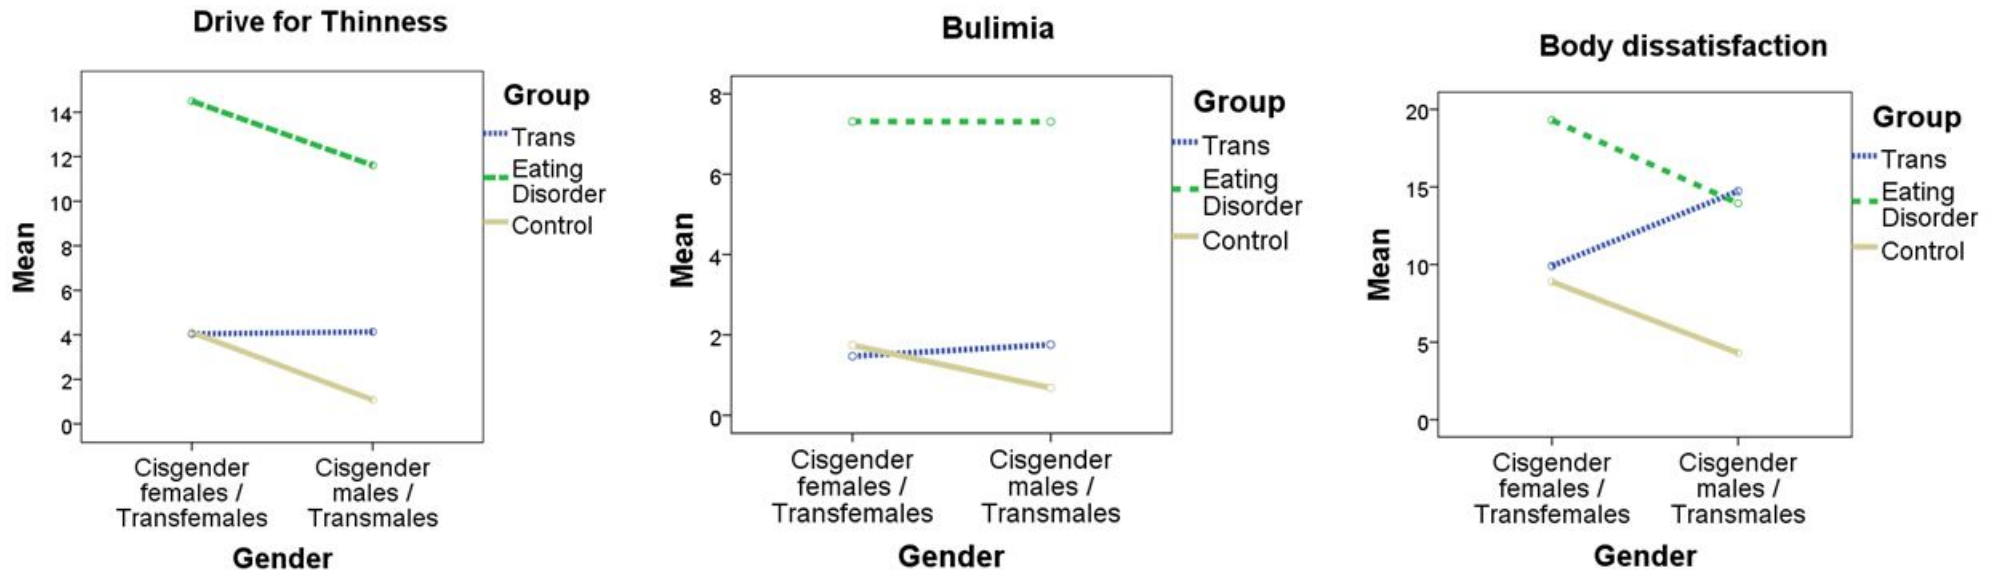 Drive for Thinness
Mean
14
12
10
8
6
4
2
0
Cisgender
females /
Transfemales
Cisgender
males /
Transmales
Gender
Group
Trans
Eating
Disorder
Control
Bulimia
Mean
8
6
4
2
0
Cisgender
females /
Transfemales
Cisgender
males /
Transmales
Gender
Group
Trans
Eating
Disorder
Control
Body dissatisfaction
Mean
20
15
10
5
0
Cisgender
females /
Transfemales
Cisgender
males /
Transmales
Gender
Group
Trans
Eating
Disorder
Control